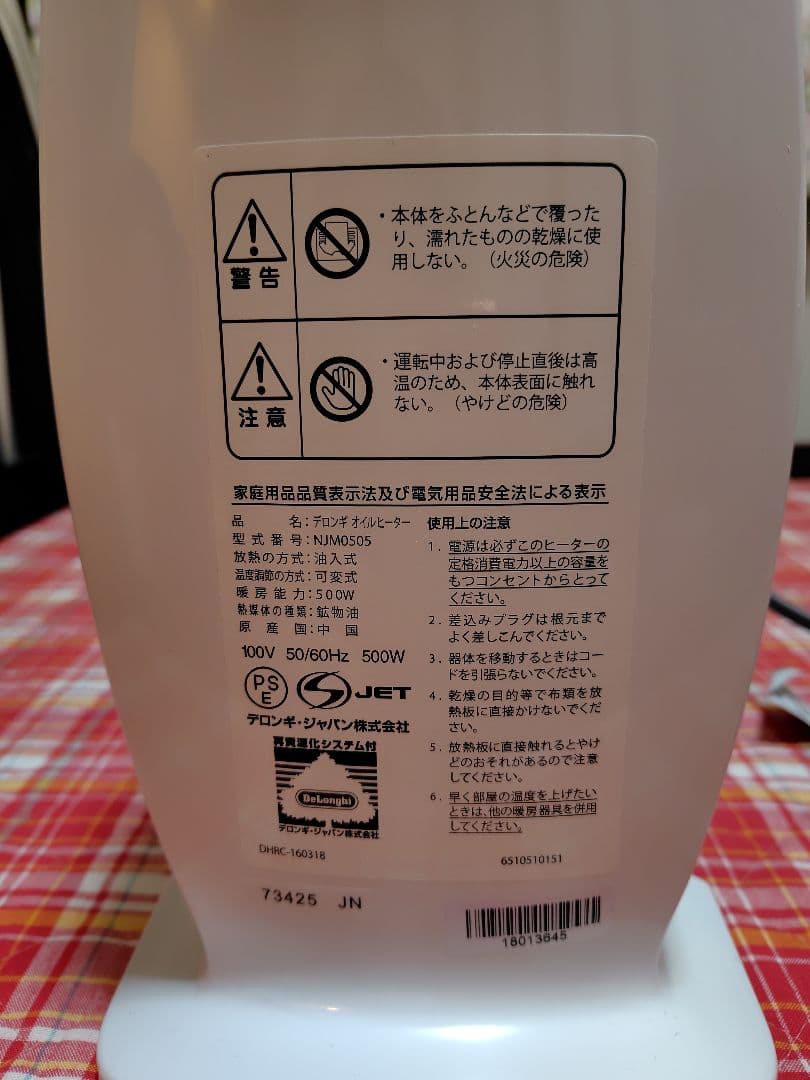 警告
・本体をふとんなどで覆った
り、濡れたものの乾燥に使
用しない。（火災の危険）
注意
・運転中および停止直後は高
温のため、本体表面に触れ
ない。（やけどの危険）
家庭用品品質表示法及び電気用品安全法による表示
品 名：デロンギ オイルヒーター
型式番号：NJM0505
放熱の方式：油入式
温度調節の方式：可変式
暖房能力：500W
熱媒体の種類：鉱物油
原産国：中国
100V 50/60Hz 500W
PSE
JET
デロンギ・ジャパン株式会社
再資源化システム付
DeLonghi
デロンギ・ジャパン株式会社
DHRC-160318
使用上の注意
1. 電源は必ずこのヒーターの
定格消費電力以上の容量を
もつコンセントからとって
ください。
2. 差込みプラグは根元まで
よく差しこんでください。
3. 器体を移動するときはコー
ドを引張らないでください。
4. 乾燥の目的等で布類を放
熱板に直接かけないでくだ
さい。
5. 放熱板に直接触れるとやけ
どのおそれがあるので注意
してください。
6. 早く部屋の温度を上げたい
ときは、他の暖房器具を併用
してください。
6510510151
73425 JN
18013645